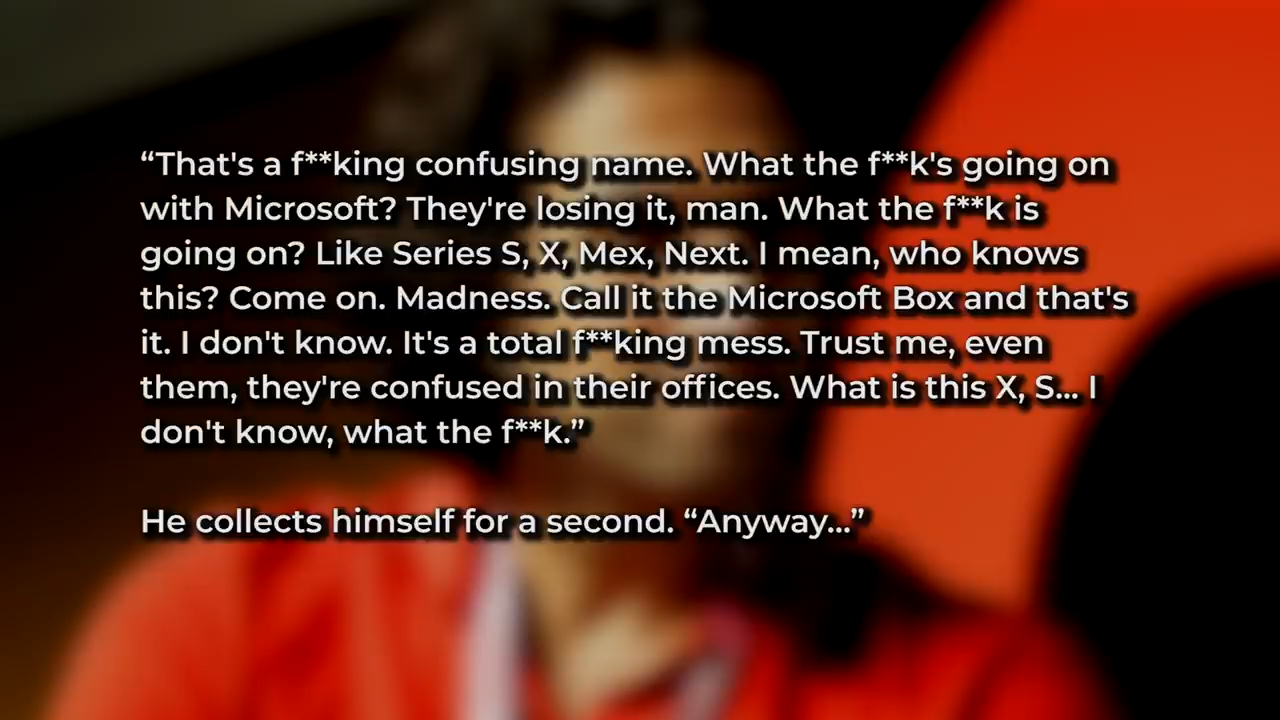 “That's a f**king confusing name. What the f**k's going on
with Microsoft? They're losing it, man. What the f**k is
going on? Like Series S, X, Mex, Next. I mean, who knows
this? Come on. Madness. Call it the Microsoft Box and that's
it. I don't know. It's a total f**king mess. Trust me, even
them, they're confused in their offices. What is this X, S... I
don't know, what the f**k.”
He collects himself for a second. “Anyway...”